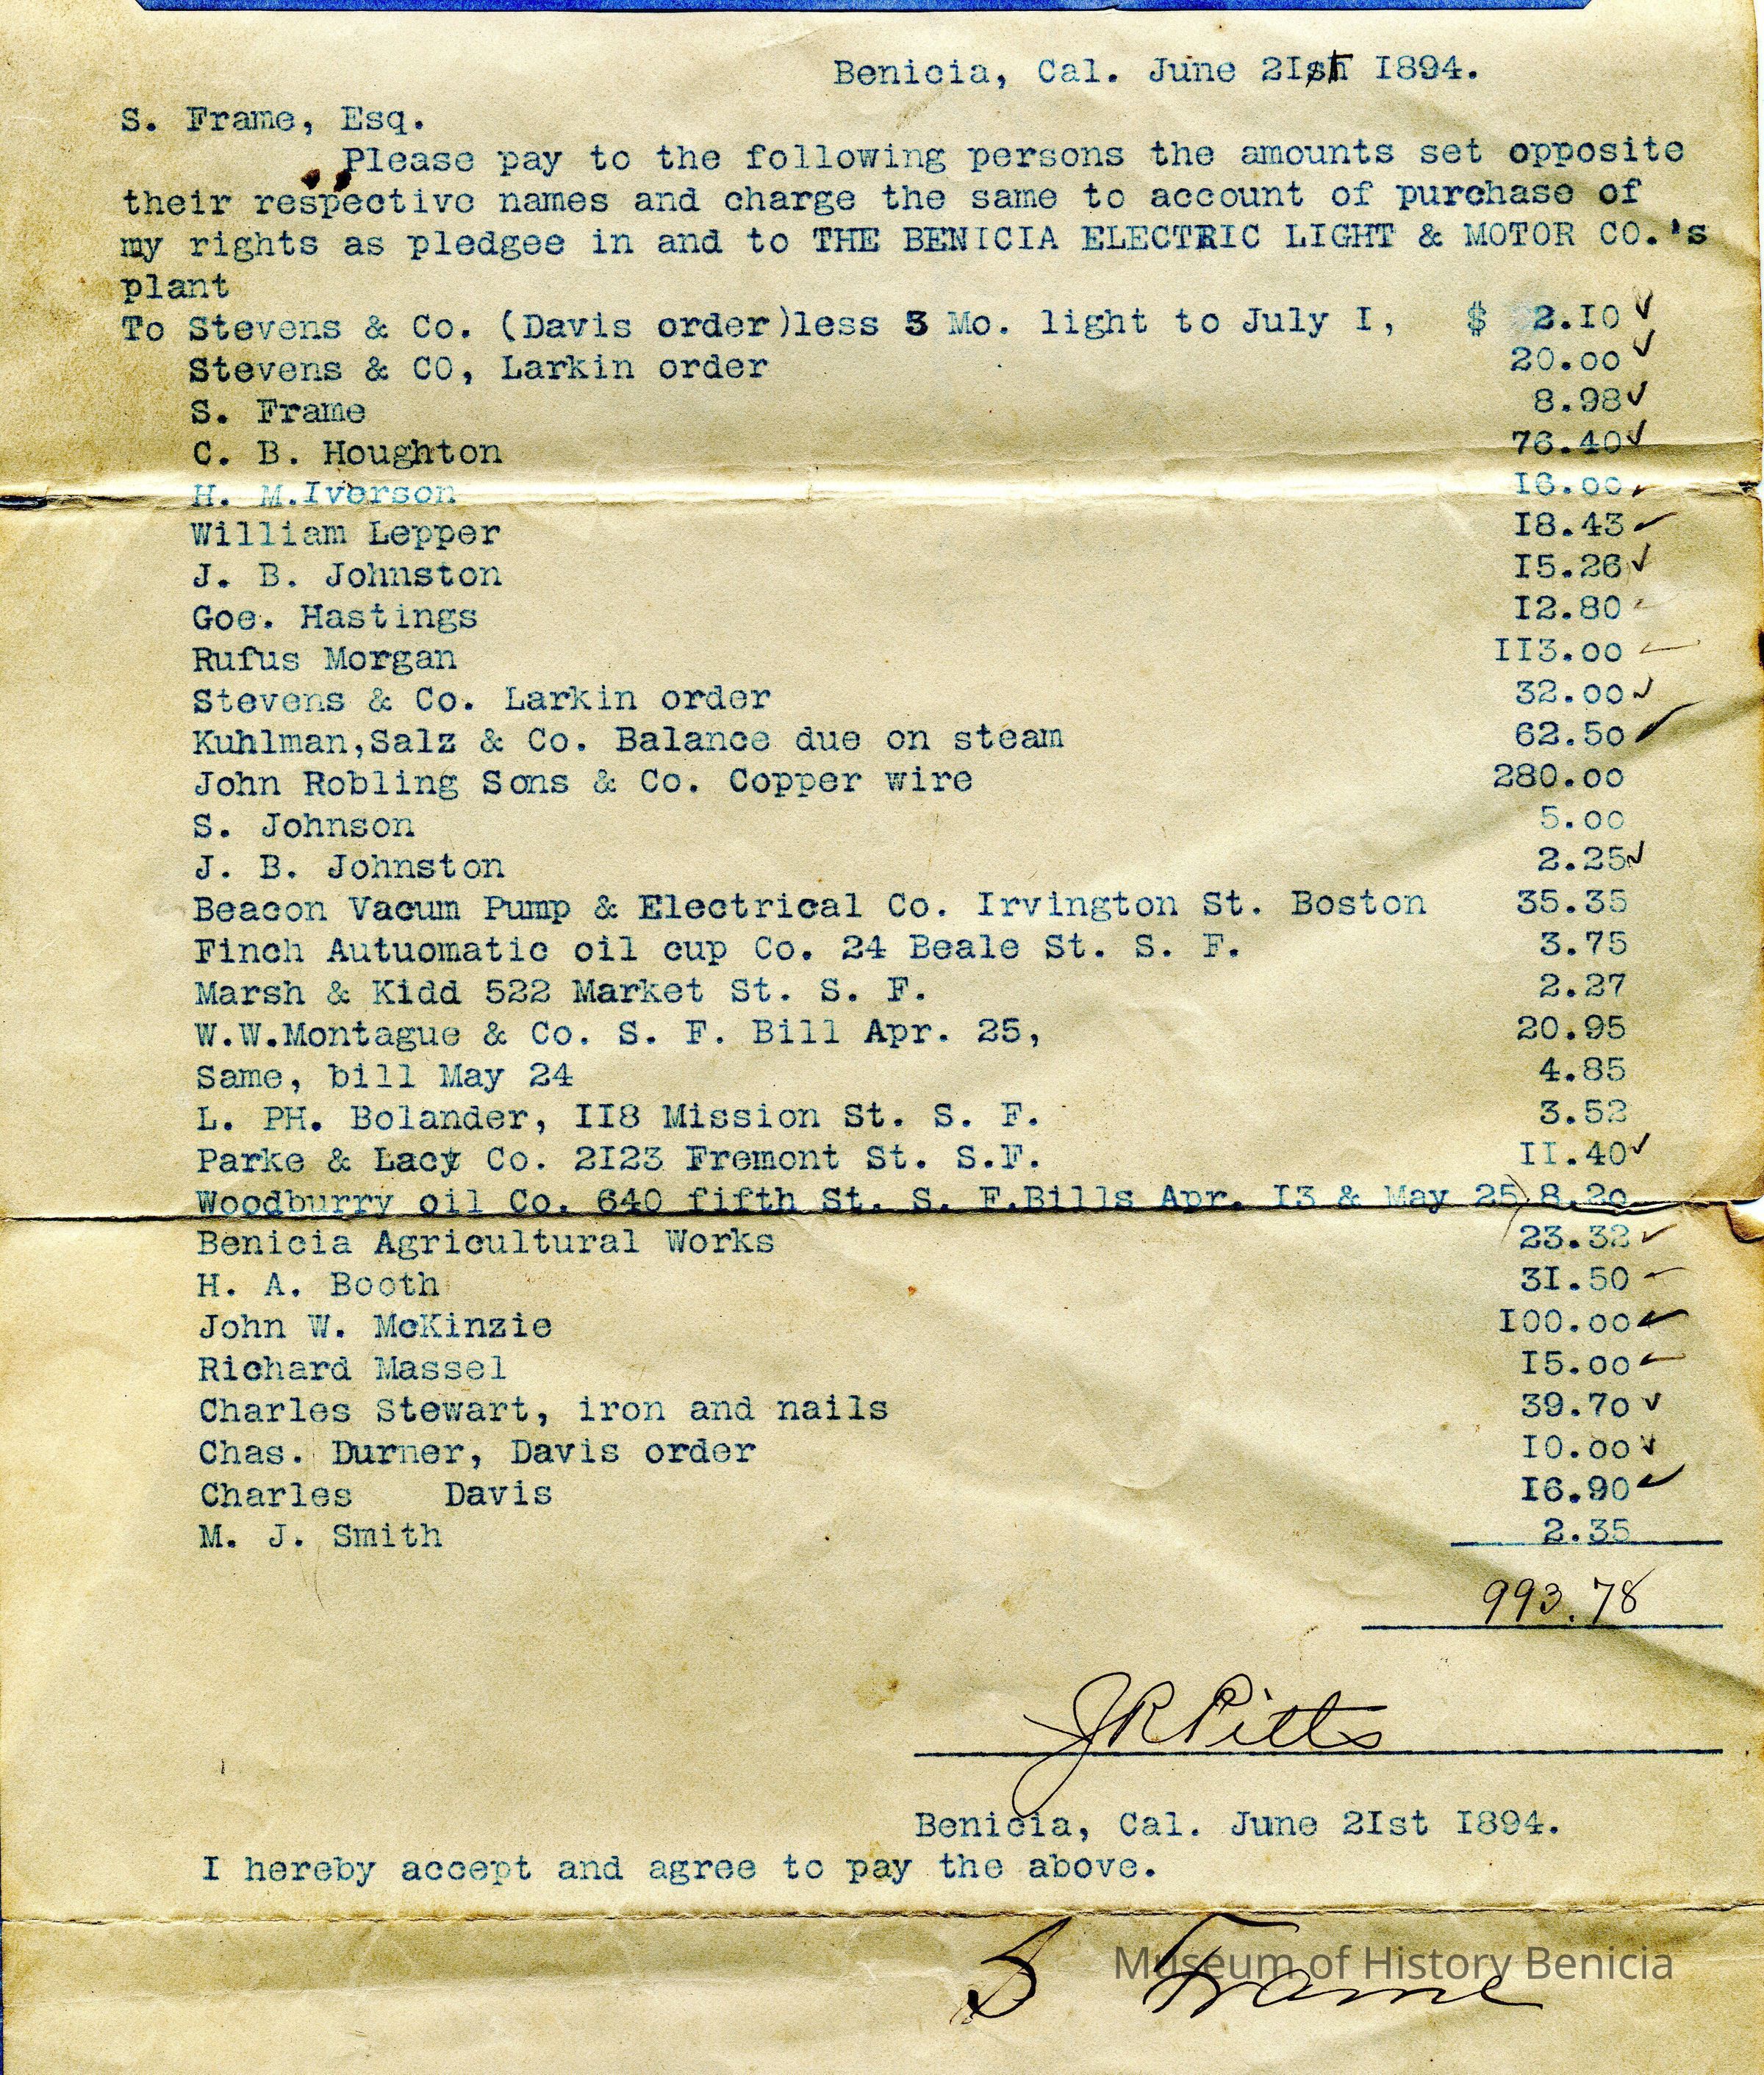 Benicia, Cal. June 21st 1894.
S. Frame, Esq.
Please pay to the following persons the amounts set opposite
their respective names and charge the same to account of purchase of
my rights as pledgee in and to THE BENICIA ELECTRIC LIGHT & MOTOR CO.'s
plant
To Stevens & Co. (Davis order)less 3 Mo. light to July I, $ 2.10 ✓
Stevens & CO, Larkin order 20.00 ✓
S. Frame 8.98 ✓
C. B. Houghton 76.40 ✓
H. M.Iverson 16.00 ✓
William Lepper 18.43 ✓
J. B. Johnston 15.26 ✓
Goe. Hastings 12.80 ✓
Rufus Morgan 113.00 ✓
Stevens & Co. Larkin order 32.00 ✓
Kuhlman,Salz & Co. Balance due on steam 62.50 ✓
John Robling Sons & Co. Copper wire 280.00
S. Johnson 5.00
J. B. Johnston 2.25 ✓
Beacon Vacum Pump & Electrical Co. Irvington St. Boston 35.35
Finch Autuomatic oil cup Co. 24 Beale St. S. F. 3.75
Marsh & Kidd 522 Market St. S. F. 2.27
W.W.Montague & Co. S. F. Bill Apr. 25, 20.95
Same, bill May 24 4.85
L. PH. Bolander, 118 Mission St. S. F. 3.52
Parke & Lacy Co. 2123 Fremont St. S.F. 11.40 ✓
Woodburry oil Co. 640 fifth St. S. F.Bills Apr. 13 & May 25) 8.20
Benicia Agricultural Works 23.32 ✓
H. A. Booth 31.50 ✓
John W. McKinzie 100.00 ✓
Richard Massel 15.00 ✓
Charles Stewart, iron and nails 39.70 ✓
Chas. Durner, Davis order 10.00 ✓
Charles Davis 16.90 ✓
M. J. Smith 2.35
993.78
J R Pitts
Benicia, Cal. June 21st 1894.
I hereby accept and agree to pay the above.
S Frame
Museum of History Benicia